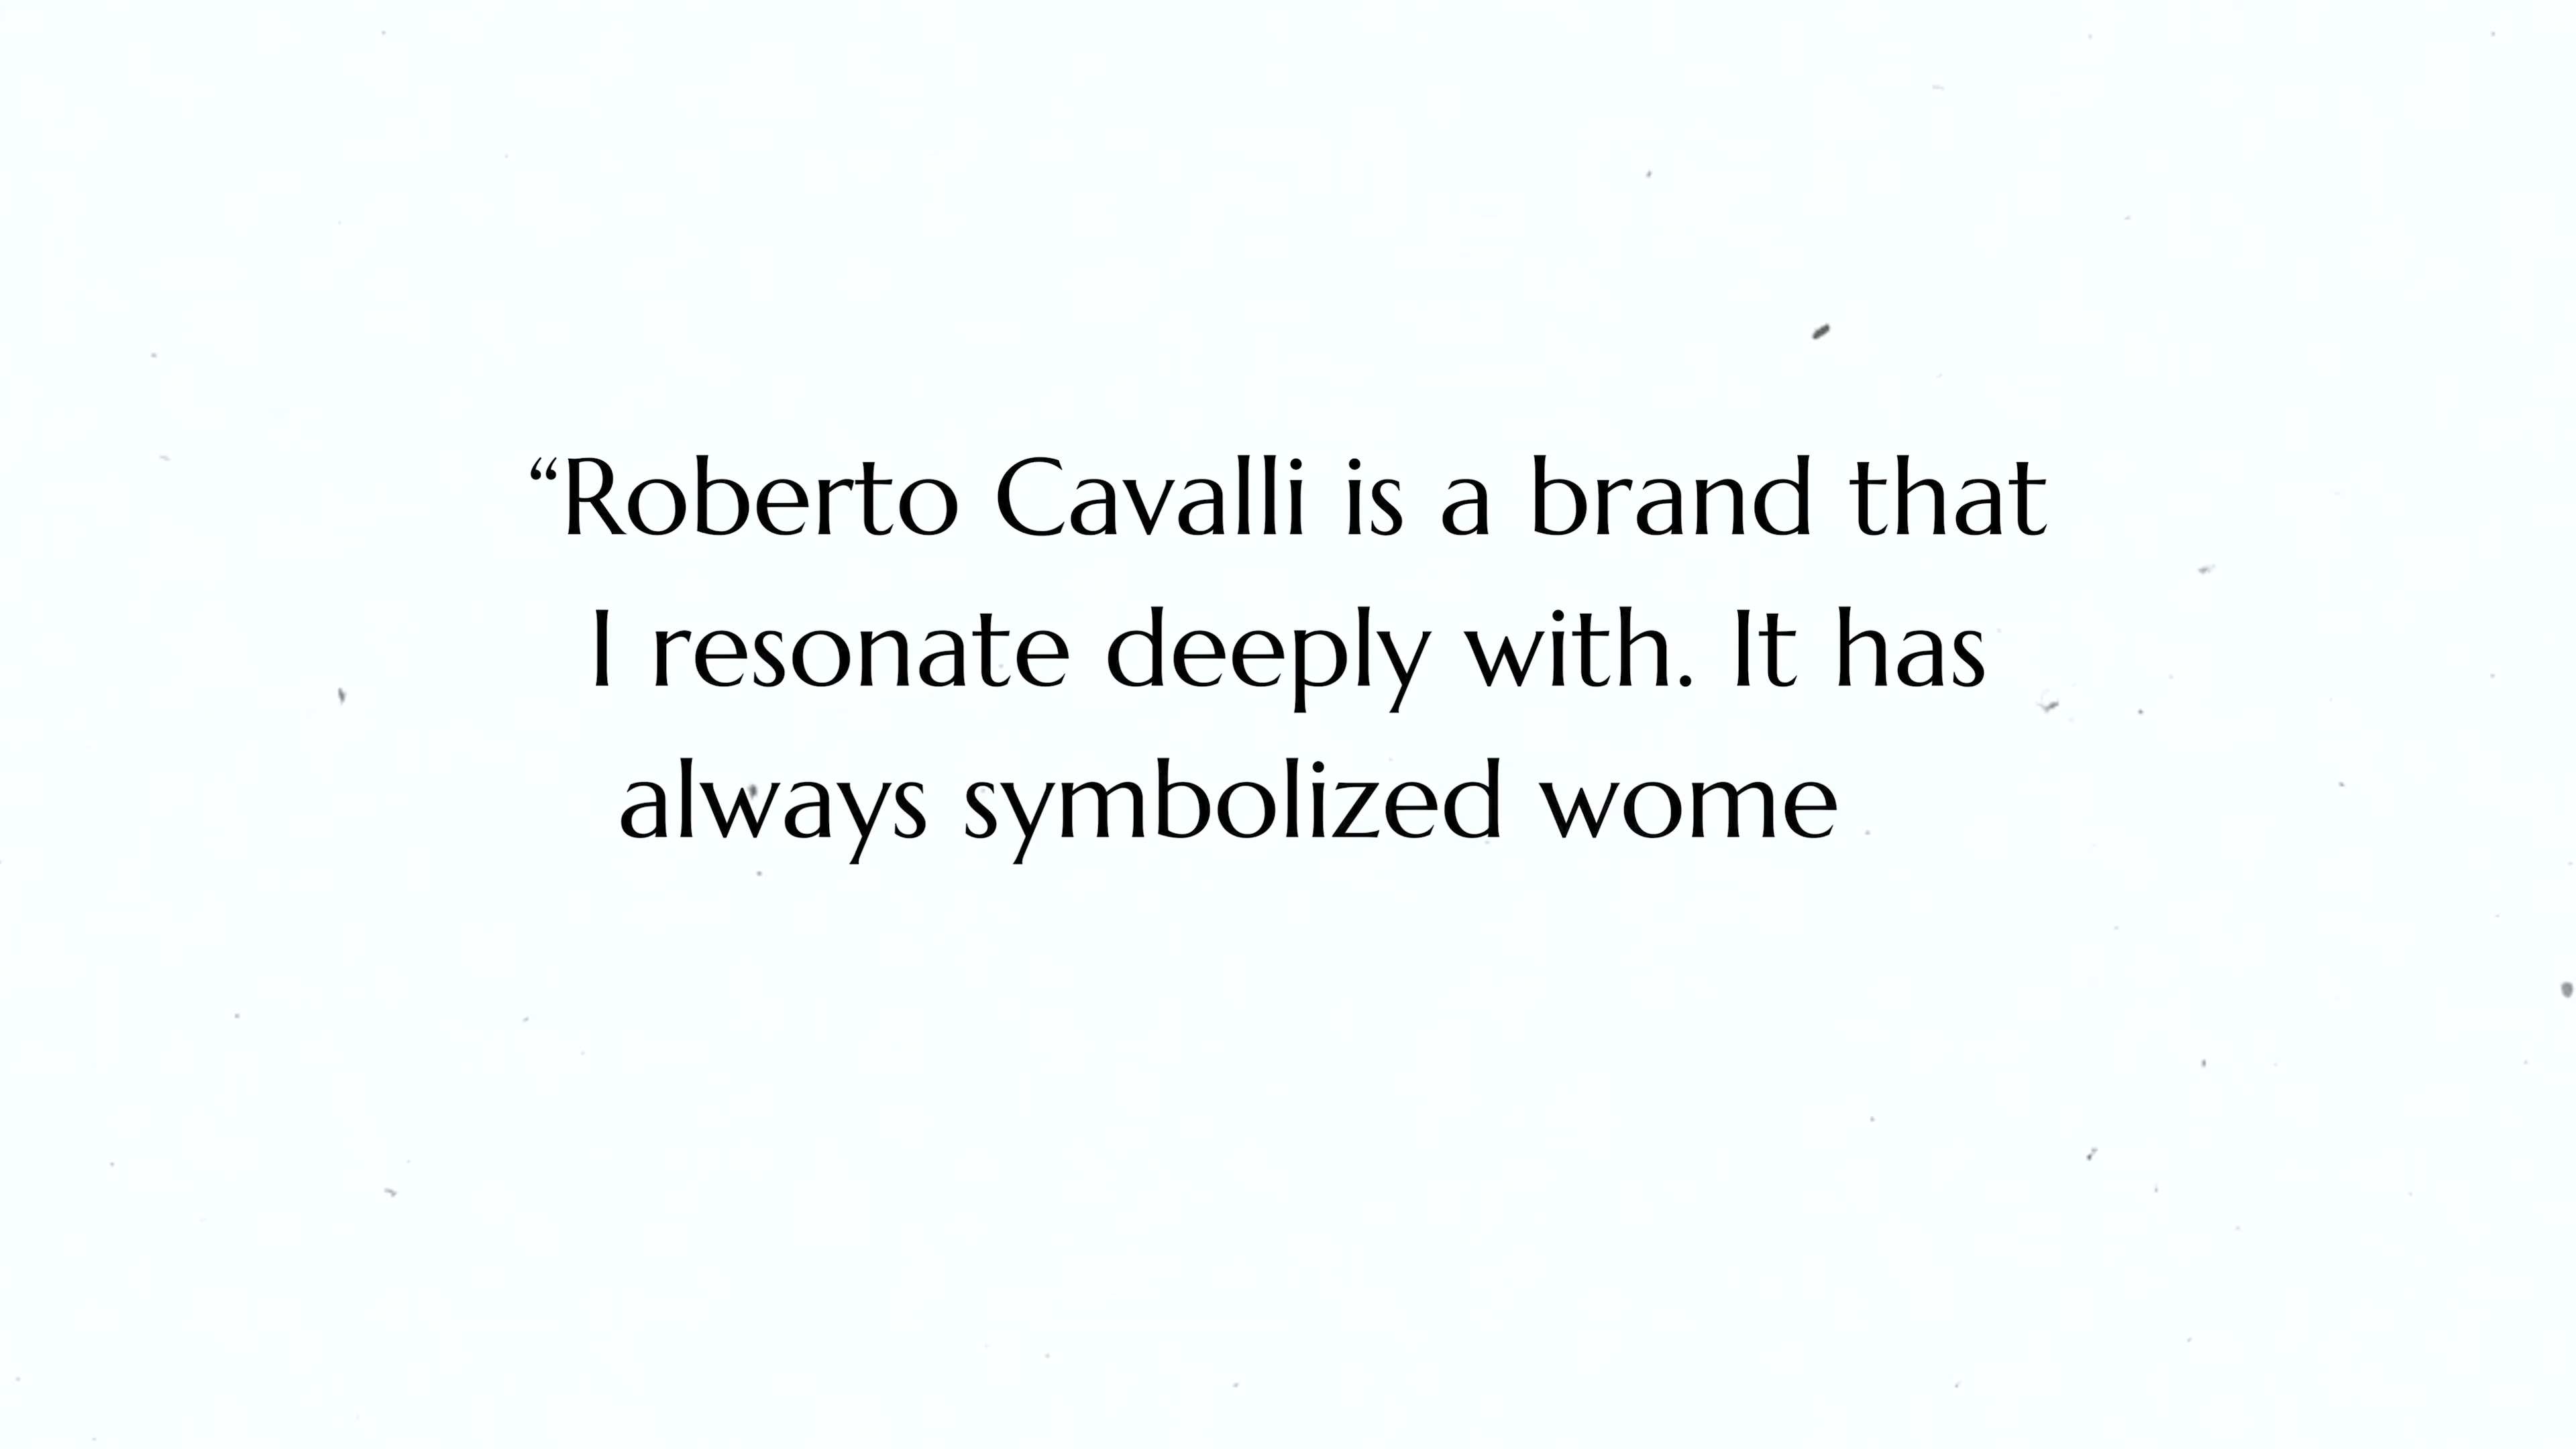 “Roberto Cavalli is a brand that
I resonate deeply with. It has
always symbolized wome